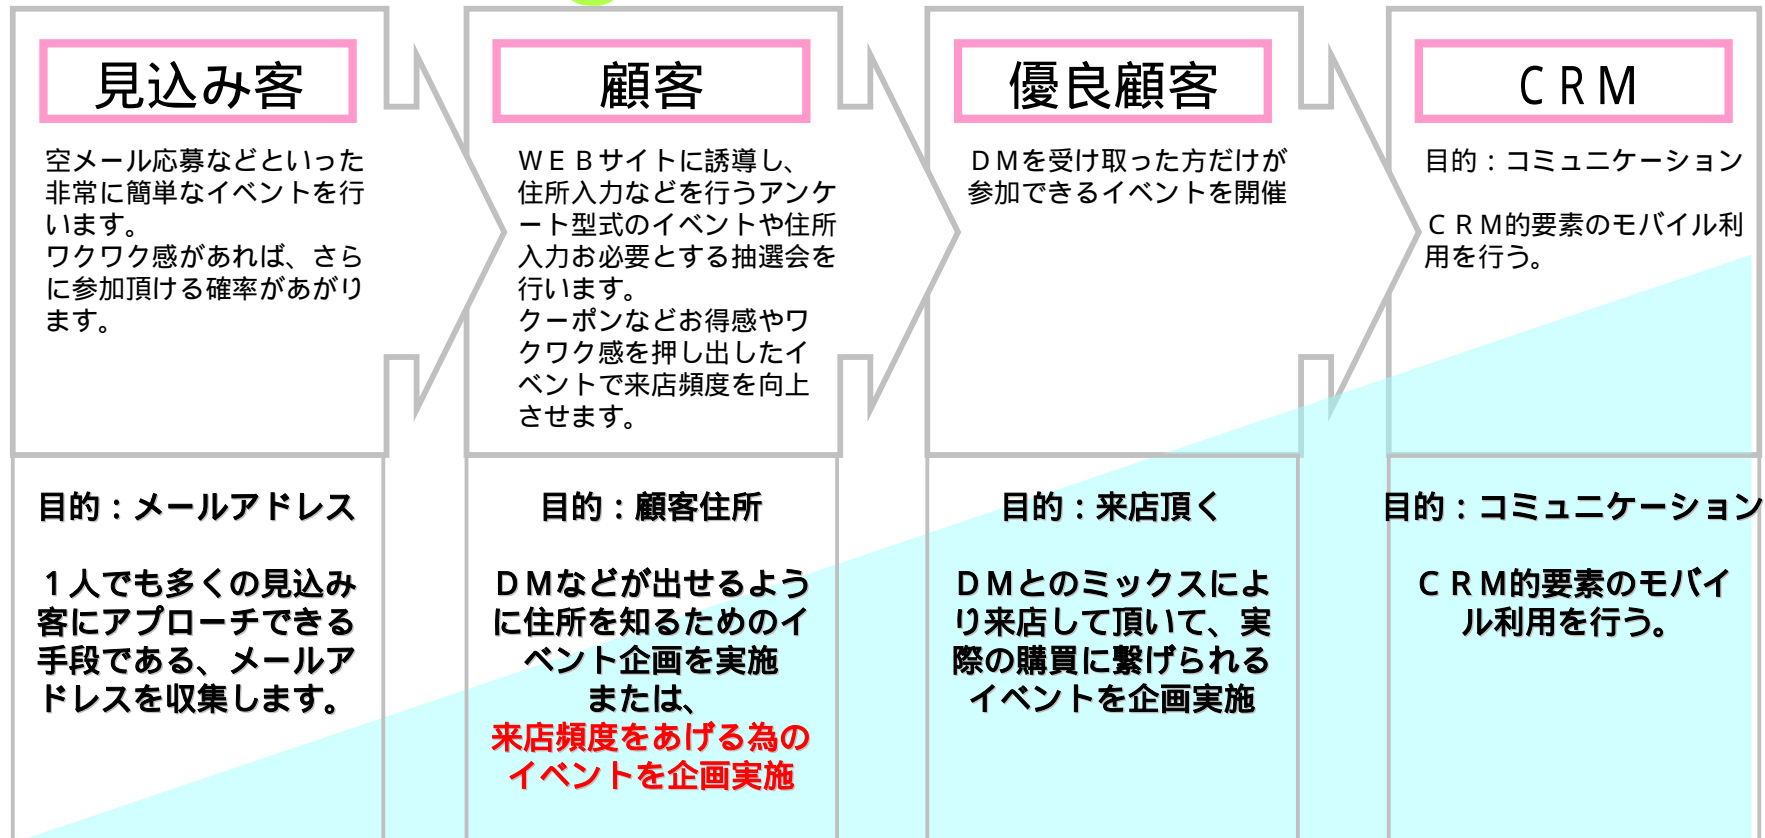 見込み客
空メール応募などといった
非常に簡単なイベントを行
います。
ワクワク感があれば、さら
に参加頂ける確率があがり
ます。
顧客
ＷＥＢサイトに誘導し、
住所入力などを行うアンケ
ート型式のイベントや住所
入力お必要とする抽選会を
行います。
クーポンなどお得感やワ
クワク感を押し出したイ
ベントで来店頻度を向上
させます。
優良顧客
ＤＭを受け取った方だけが
参加できるイベントを開催
ＣＲＭ
目的：コミュニケーション
ＣＲＭ的要素のモバイル利
用を行う。
目的：メールアドレス
１人でも多くの見込み
客にアプローチできる
手段である、メールア
ドレスを収集します。
目的：顧客住所
ＤＭなどが出せるよう
に住所を知るためのイ
ベント企画を実施
または、
来店頻度をあげる為の
イベントを企画実施
目的：来店頂く
ＤＭとのミックスによ
り来店して頂いて、実
際の購買に繋げられる
イベントを企画実施
目的：コミュニケーション
ＣＲＭ的要素のモバイ
ル利用を行う。